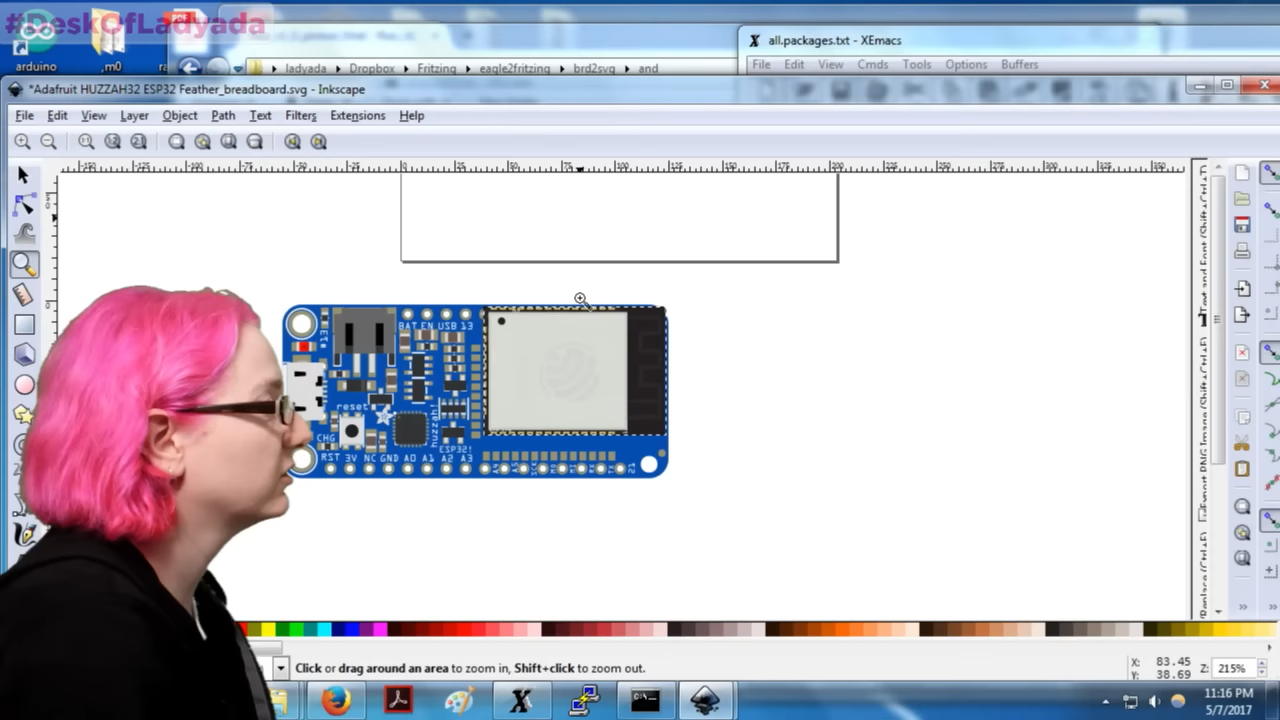 #DeskOfLadyada
PDF
arduino
,m0
ladyada
Dropbox
Fritzing
eagle2fritzing
brd2svg
and
all.packages.txt - XEmacs
File Edit View Cmds Tools Options Buffers
*Adafruit HUZZAH32 ESP32 Feather_breadboard.svg - Inkscape
File Edit View Layer Object Path Text Filters Extensions Help
BAT EN USB 13
#13
reset
huzzah!
CHG
ESP32!
RST 3V NC GND A0 A1 A2 A3
21
Click or drag around an area to zoom in, Shift+click to zoom out.
X: 83.45
Y: 38.69
Z: 215%
11:16 PM
5/7/2017